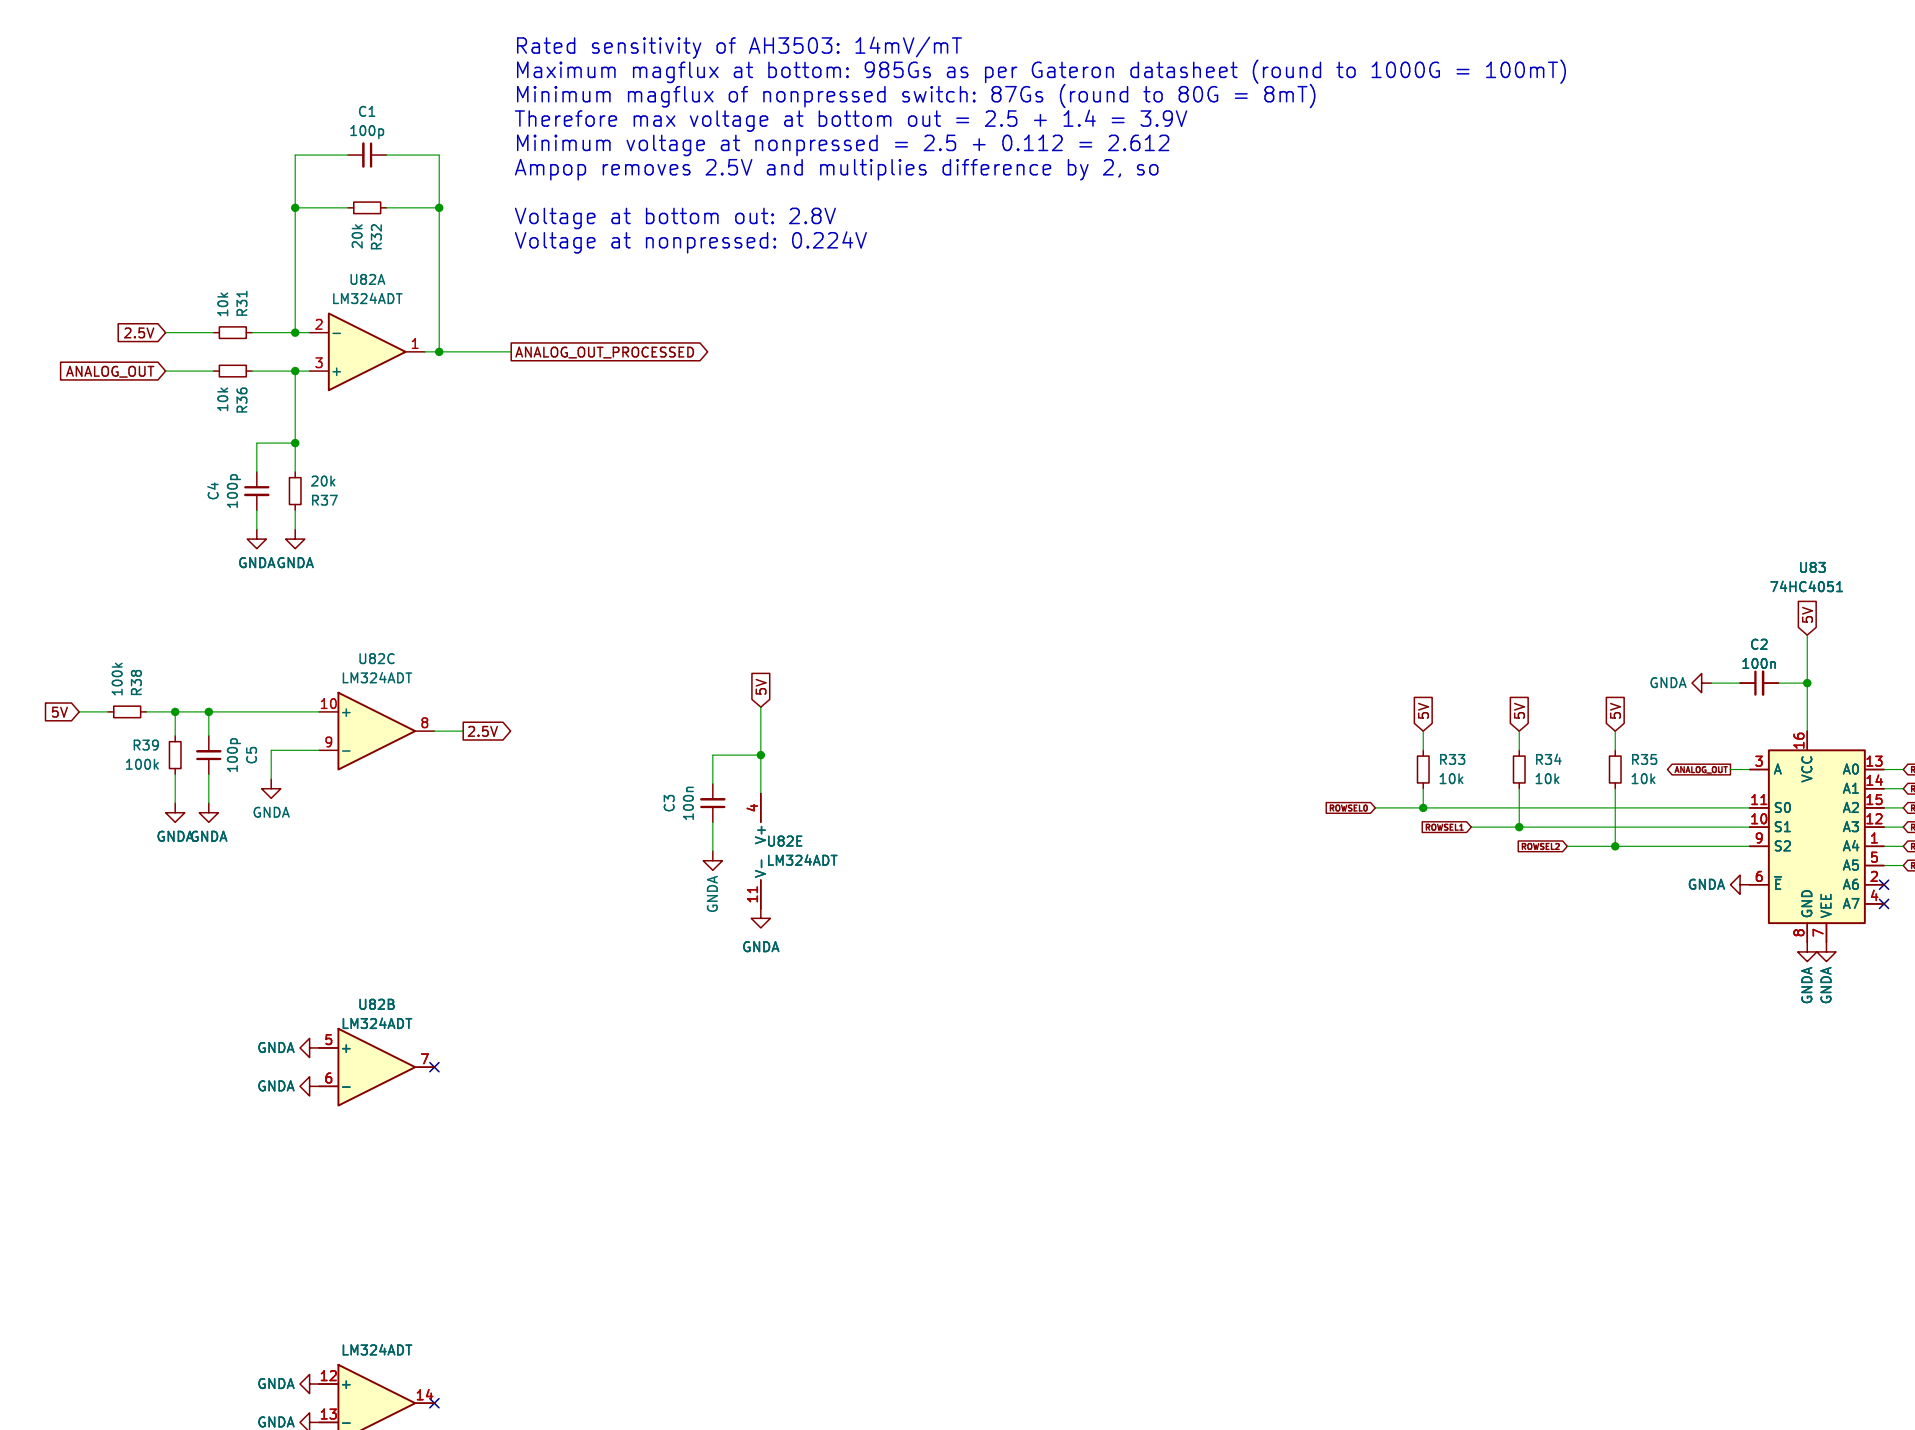 Rated sensitivity of AH3503: 14mV/mT
Maximum magflux at bottom: 985Gs as per Gateron datasheet (round to 1000G = 100mT)
Minimum magflux of nonpressed switch: 87Gs (round to 80G = 8mT)
Therefore max voltage at bottom out = 2.5 + 1.4 = 3.9V
Minimum voltage at nonpressed = 2.5 + 0.112 = 2.612
Ampop removes 2.5V and multiplies difference by 2, so
Voltage at bottom out: 2.8V
Voltage at nonpressed: 0.224V
C1
100p
20k
R32
U82A
LM324ADT
10k
R31
2.5V
2
−
1
ANALOG_OUT_PROCESSED
ANALOG_OUT
3
+
10k
R36
C4
100p
20k
R37
GNDA
GNDA
U82C
LM324ADT
100k
R38
5V
10
+
8
2.5V
9
−
R39
100k
100p
C5
GNDA
GNDA
GNDA
5V
C3
100n
4
V+
U82E
LM324ADT
V−
11
GNDA
GNDA
U82B
LM324ADT
GNDA
5
+
7
GNDA
6
−
LM324ADT
GNDA
12
+
14
GNDA
13
−
U83
74HC4051
5V
C2
100n
GNDA
5V
5V
5V
R33
10k
R34
10k
R35
10k
16
VCC
ANALOG_OUT
3
A
A0
13
A1
14
ROWSEL0
11
S0
A2
15
ROWSEL1
10
S1
A3
12
ROWSEL2
9
S2
A4
1
A5
5
GNDA
6
E
A6
2
A7
4
GND
VEE
8
7
GNDA
GNDA